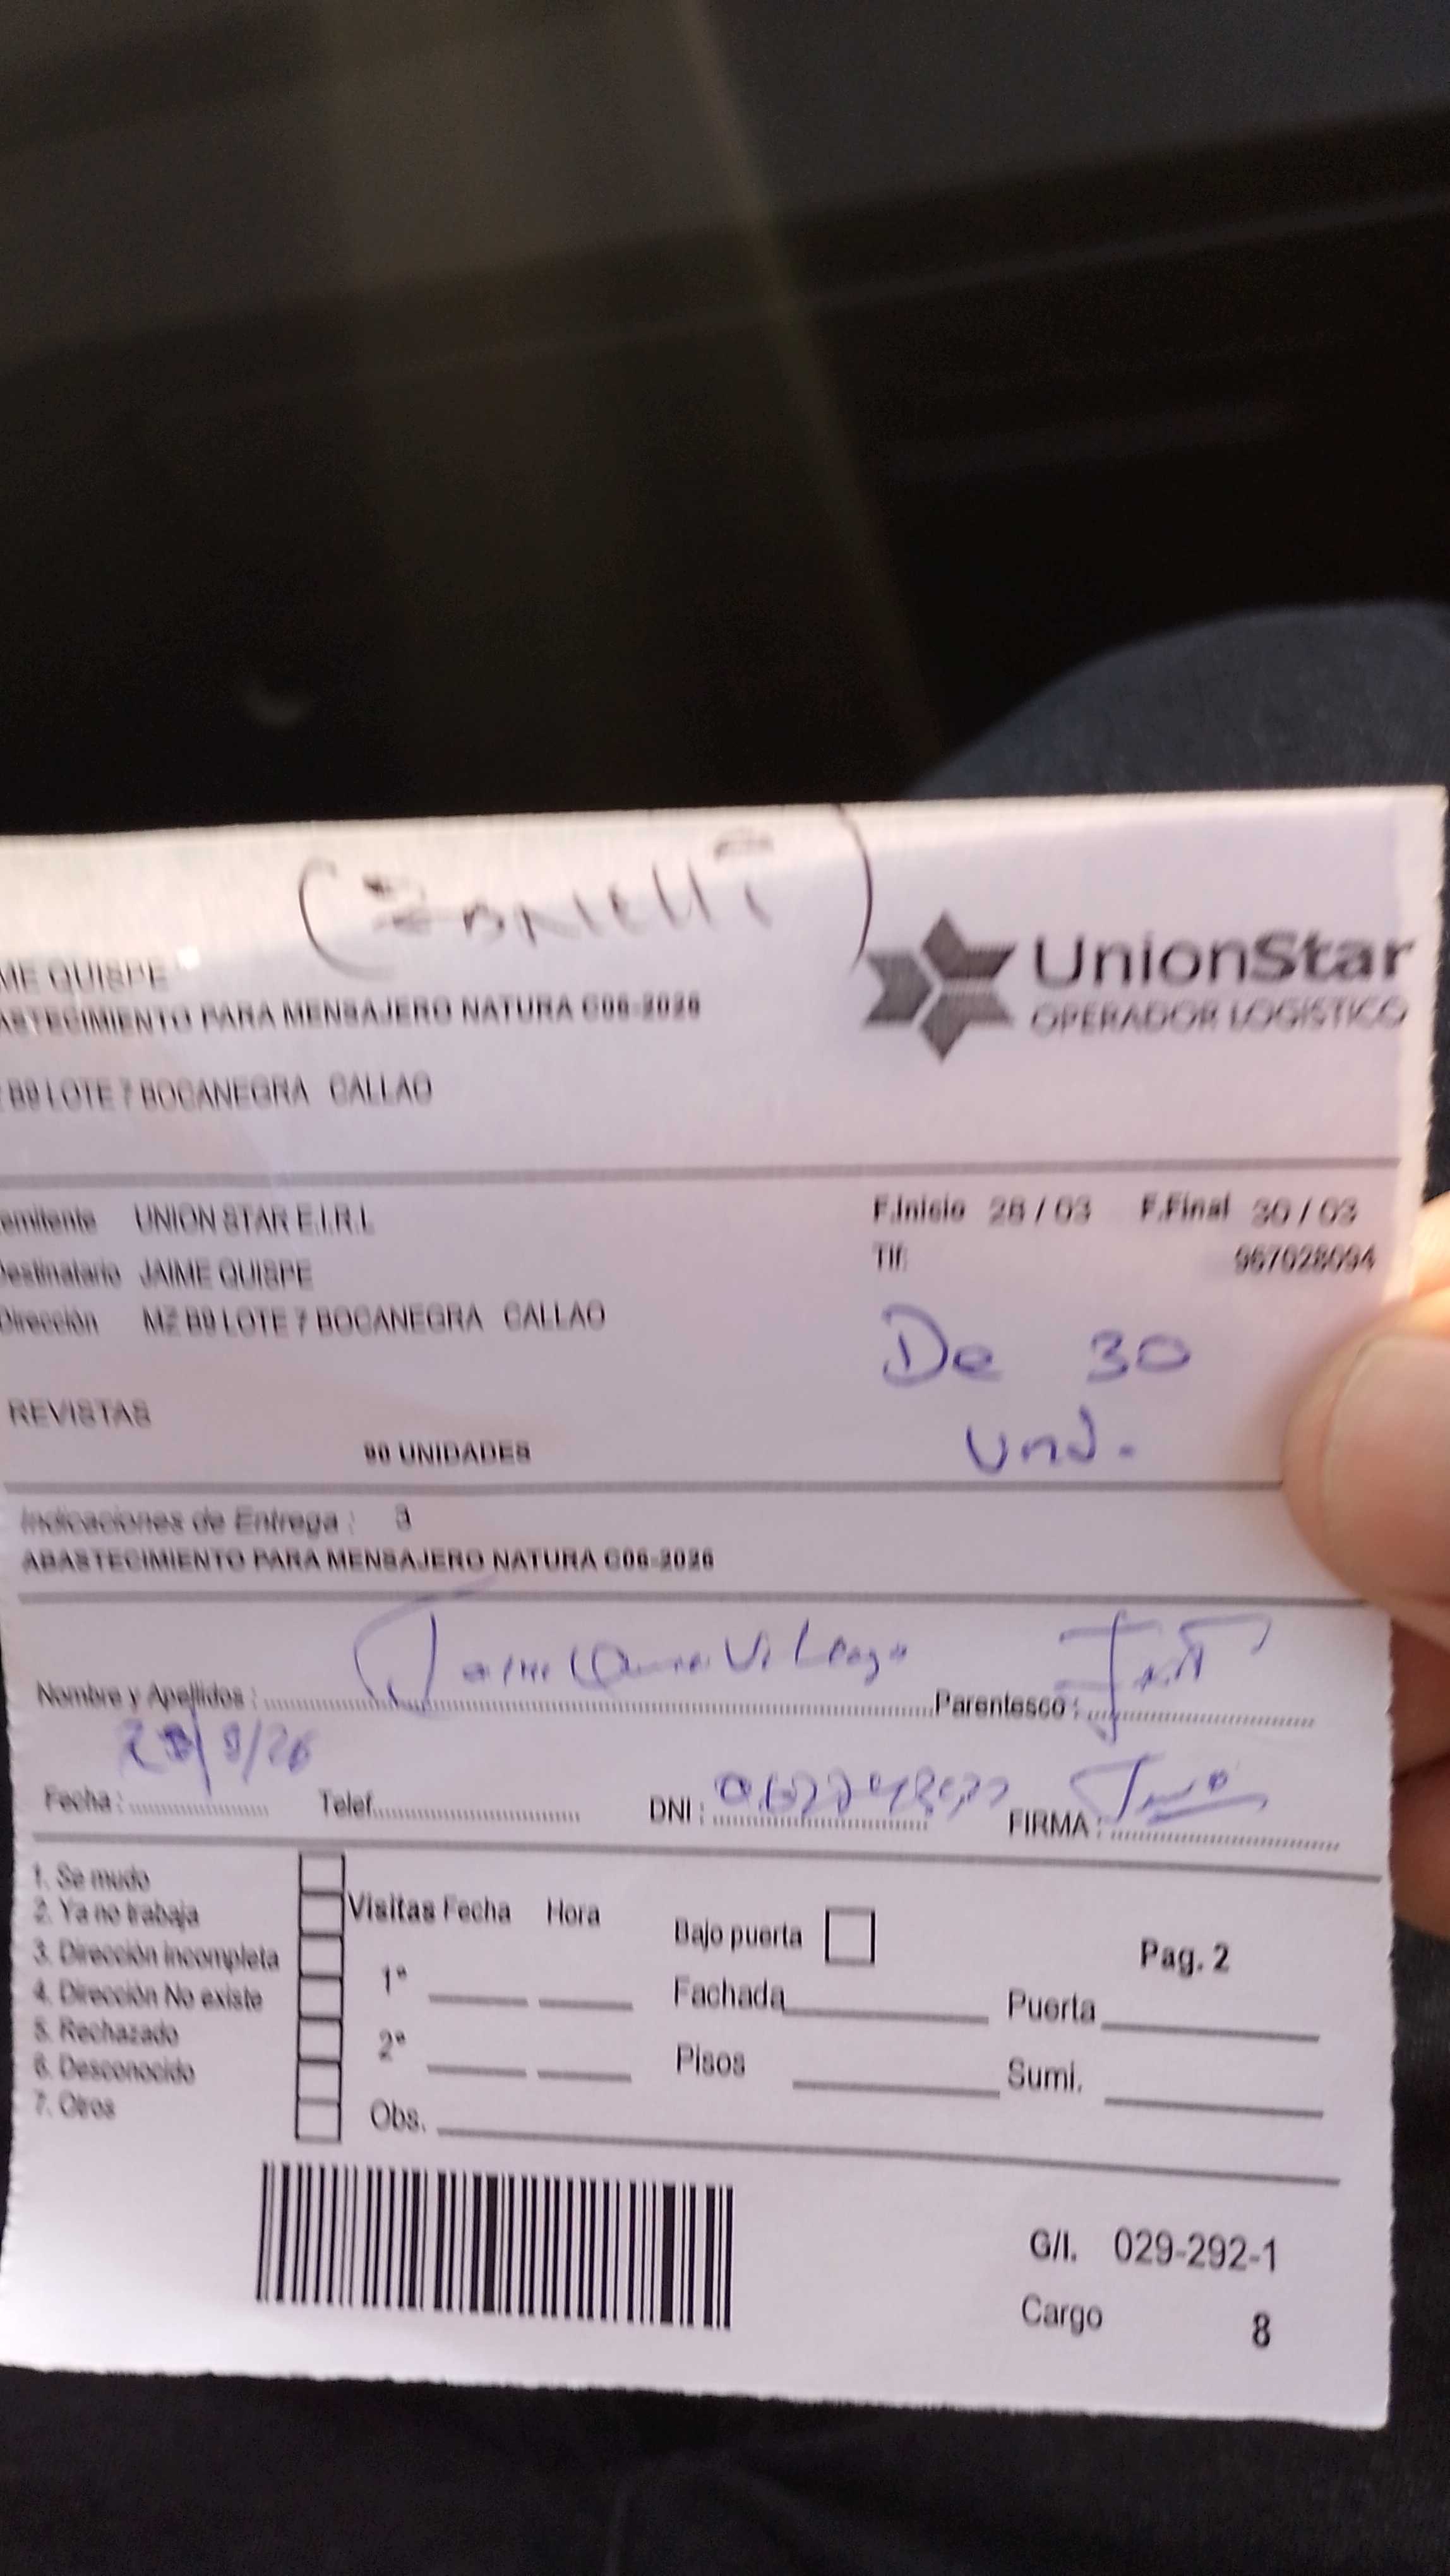 ME QUISPE
UnionStar
OPERADOR LOGÍSTICO
ASTECIMIENTO PARA MENSAJERO NATURA C06-2026
B9 LOTE 7 BOCANEGRA CALLAO
emitente UNION STAR E.I.R.L
F.Inicio 28 / 03 F.Final 30 / 03
Destinatario JAIME QUISPE
Tlf: 967028094
Dirección MZ B9 LOTE 7 BOCANEGRA CALLAO
De 30
Und.
REVISTAS
90 UNIDADES
Indicaciones de Entrega : 3
ABASTECIMIENTO PARA MENSAJERO NATURA C06-2026
Nombre y Apellidos : Parentesco :
Fecha : Telef. DNI : FIRMA :
1. Se mudo
2. Ya no trabaja
3. Dirección incompleta
4. Dirección No existe
5. Rechazado
6. Desconocido
7. Otros
Visitas Fecha Hora
1°
2°
Obs.
Bajo puerta
Fachada
Pisos
Pag. 2
Puerta
Sumi.
G/I. 029-292-1
Cargo 8